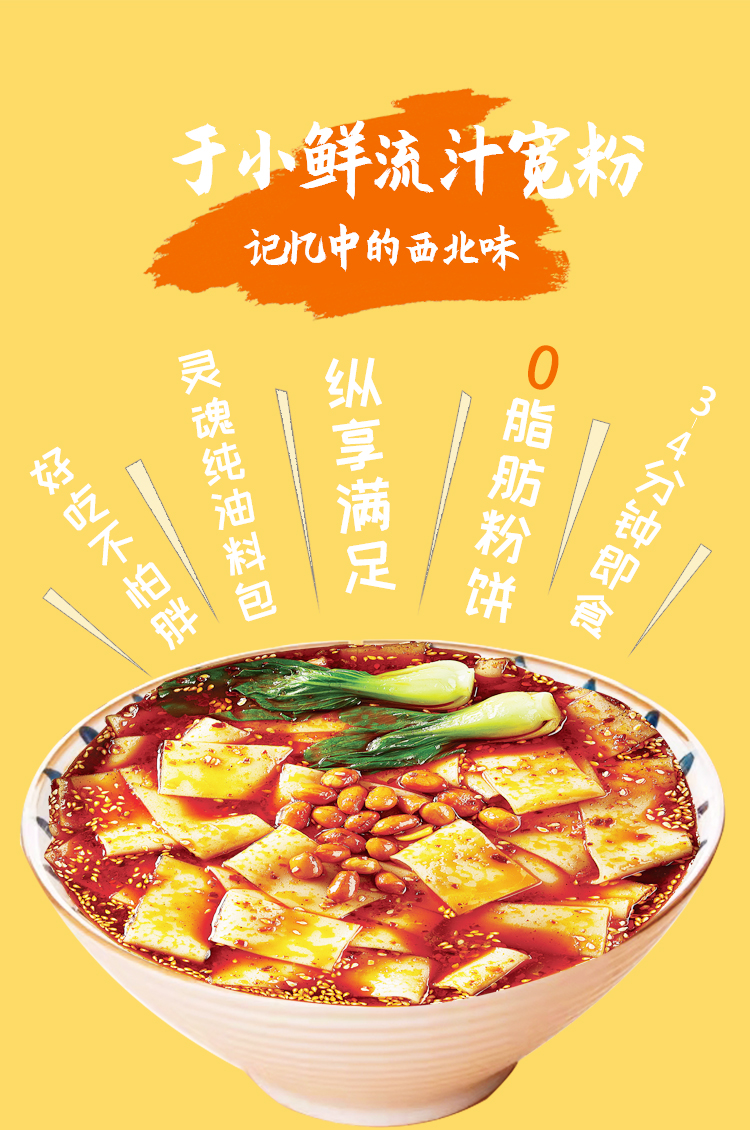 于小鲜流汁宽粉
记忆中的西北味
好吃不怕胖
灵魂纯油料包
纵享满足
0脂肪粉饼
3-4分钟即食